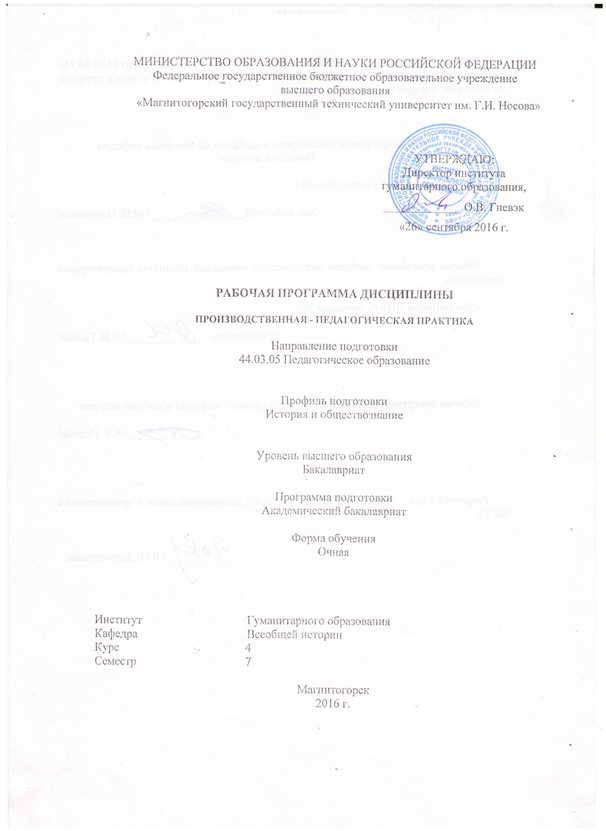 МИНИСТЕРСТВО ОБРАЗОВАНИЯ И НАУКИ РОССИЙСКОЙ ФЕДЕРАЦИИ
Федеральное государственное бюджетное образовательное учреждение
высшего образования
«Магнитогорский государственный технический университет им. Г.И. Носова»
УТВЕРЖДАЮ:
Директор института
гуманитарного образования,
О.В. Гневэк
«26» сентября 2016 г.
РАБОЧАЯ ПРОГРАММА ДИСЦИПЛИНЫ
ПРОИЗВОДСТВЕННАЯ - ПЕДАГОГИЧЕСКАЯ ПРАКТИКА
Направление подготовки
44.03.05 Педагогическое образование
Профиль подготовки
История и обществознание
Уровень высшего образования
Бакалавриат
Программа подготовки
Академический бакалавриат
Форма обучения
Очная
Институт Гуманитарного образования
Кафедра Всеобщей истории
Курс 4
Семестр 7
Магнитогорск
2016 г.